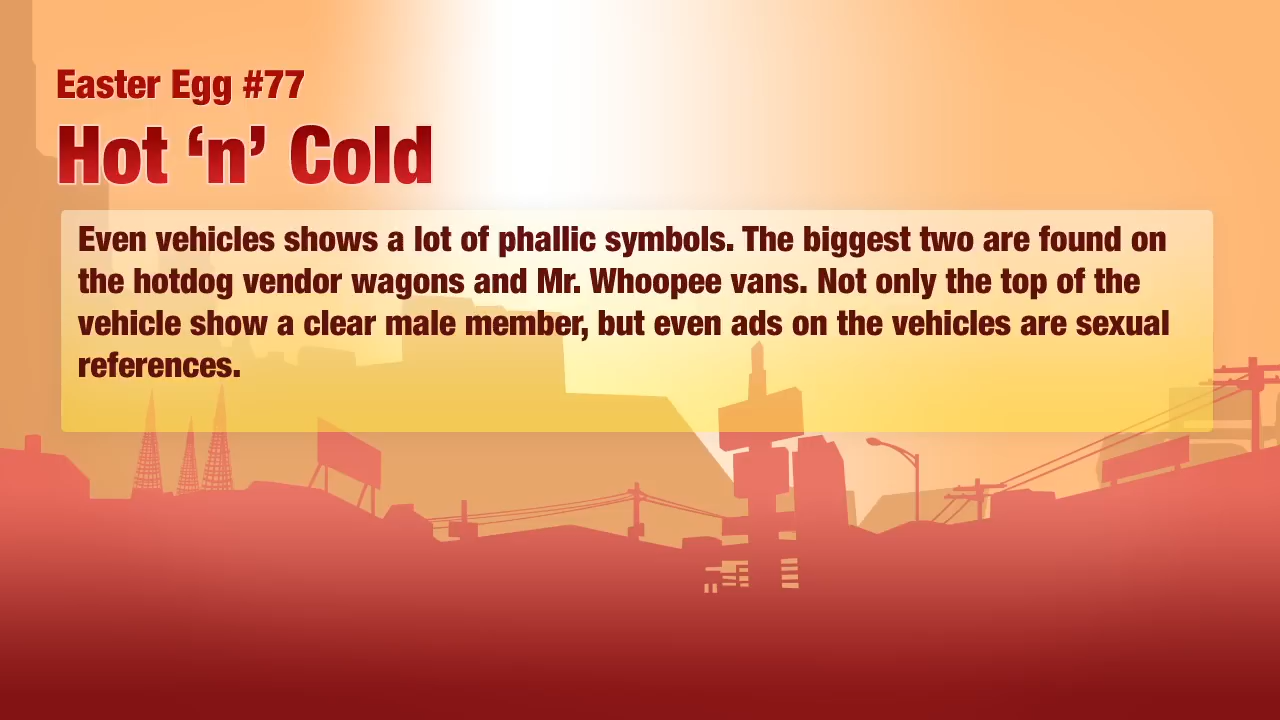 Easter Egg #77
Hot ‘n’ Cold
Even vehicles shows a lot of phallic symbols. The biggest two are found on
the hotdog vendor wagons and Mr. Whoopee vans. Not only the top of the
vehicle show a clear male member, but even ads on the vehicles are sexual
references.